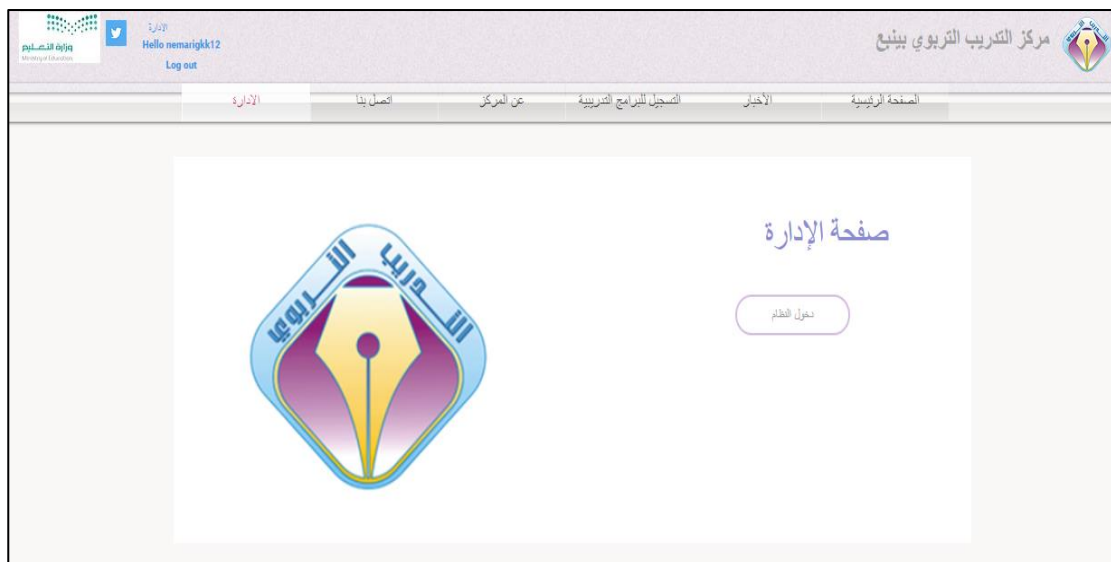 مركز التدريب التربوي بينبع
الادارة
Hello nemarigkk12
Log out
وزارة التعليم
Ministry of Education
الصفحة الرئيسية
الأخبار
التسجيل للبرامج التدريبية
عن المركز
اتصل بنا
الادارة
صفحة الإدارة
دخول النظام
التدريب التربوي